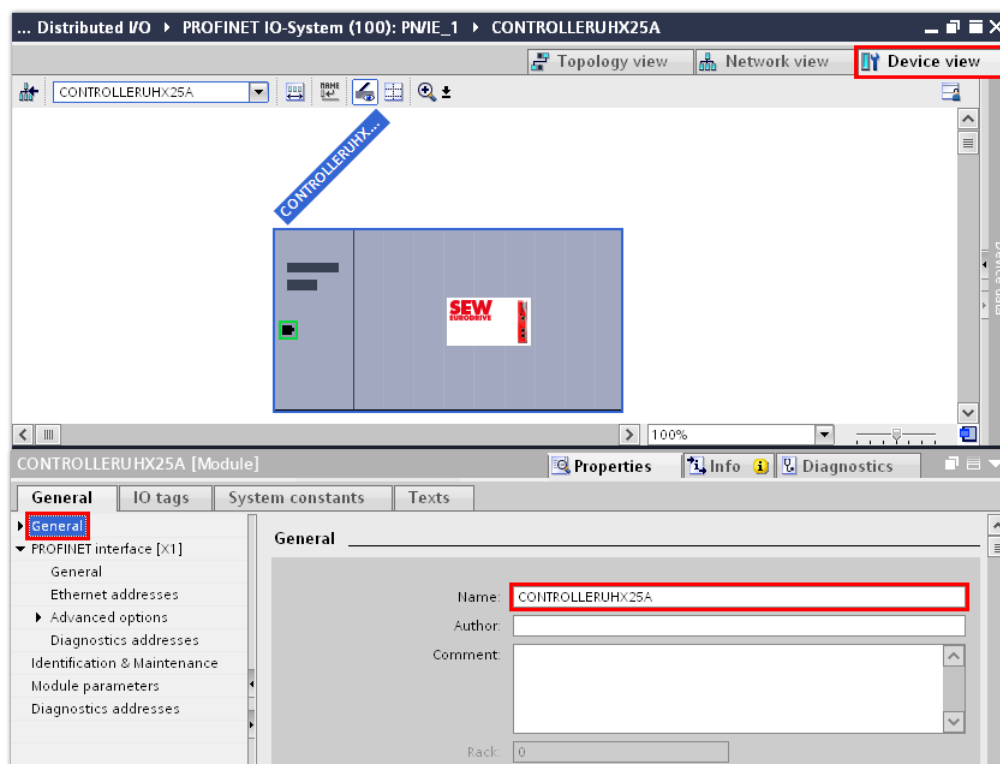 ... Distributed I/O ▸ PROFINET IO-System (100): PN/IE_1 ▸ CONTROLLERUHX25A
Topology view Network view Device view
CONTROLLERUHX25A NAME
CONTROLLERUHX...
SEW
EURODRIVE
100%
CONTROLLERUHX25A [Module]
Properties Info Diagnostics
General IO tags System constants Texts
General
PROFINET interface [X1]
General
Ethernet addresses
Advanced options
Diagnostics addresses
Identification & Maintenance
Module parameters
Diagnostics addresses
General
Name: CONTROLLERUHX25A
Author:
Comment:
Rack: 0